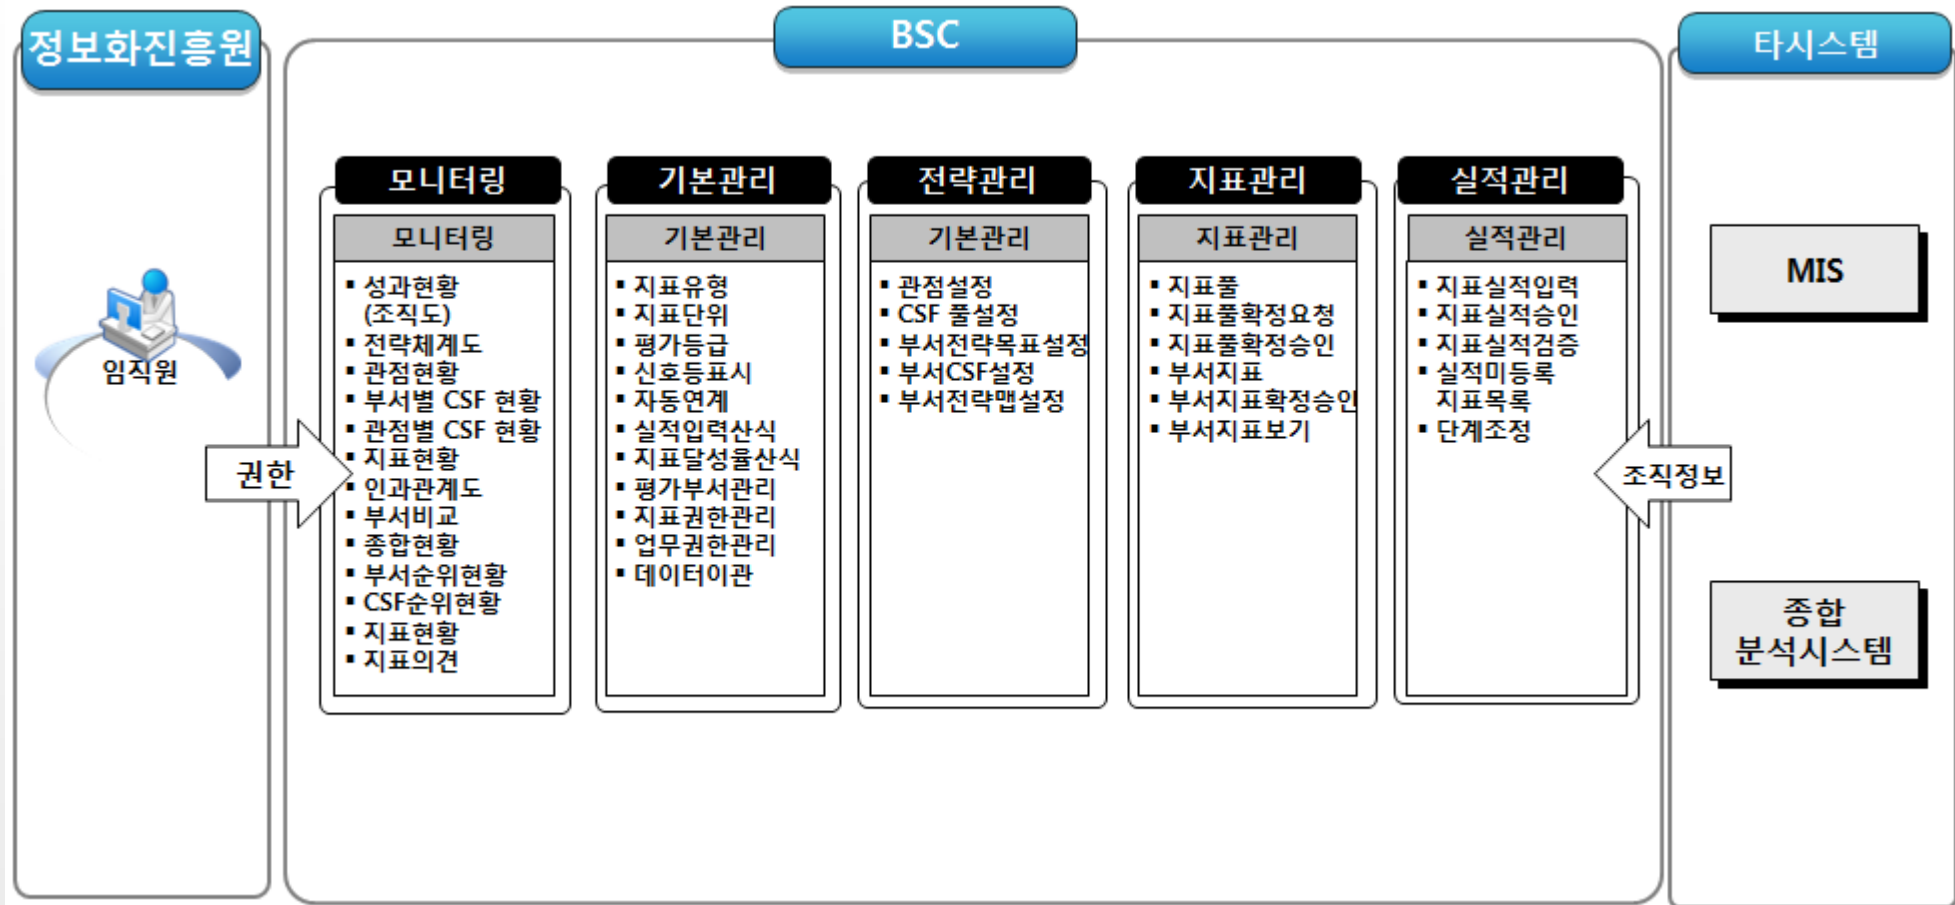 정보화진흥원
BSC
타시스템
임직원
권한
모니터링
모니터링
▪ 성과현황
(조직도)
▪ 전략체계도
▪ 관점현황
▪ 부서별 CSF 현황
▪ 관점별 CSF 현황
▪ 지표현황
▪ 인과관계도
▪ 부서비교
▪ 종합현황
▪ 부서순위현황
▪ CSF순위현황
▪ 지표현황
▪ 지표의견
기본관리
기본관리
▪ 지표유형
▪ 지표단위
▪ 평가등급
▪ 신호등표시
▪ 자동연계
▪ 실적입력산식
▪ 지표달성율산식
▪ 평가부서관리
▪ 지표권한관리
▪ 업무권한관리
▪ 데이터이관
전략관리
기본관리
▪ 관점설정
▪ CSF 풀설정
▪ 부서전략목표설정
▪ 부서CSF설정
▪ 부서전략맵설정
지표관리
지표관리
▪ 지표풀
▪ 지표풀확정요청
▪ 지표풀확정승인
▪ 부서지표
▪ 부서지표확정승인
▪ 부서지표보기
실적관리
실적관리
▪ 지표실적입력
▪ 지표실적승인
▪ 지표실적검증
▪ 실적미등록
지표목록
▪ 단계조정
조직정보
MIS
종합
분석시스템